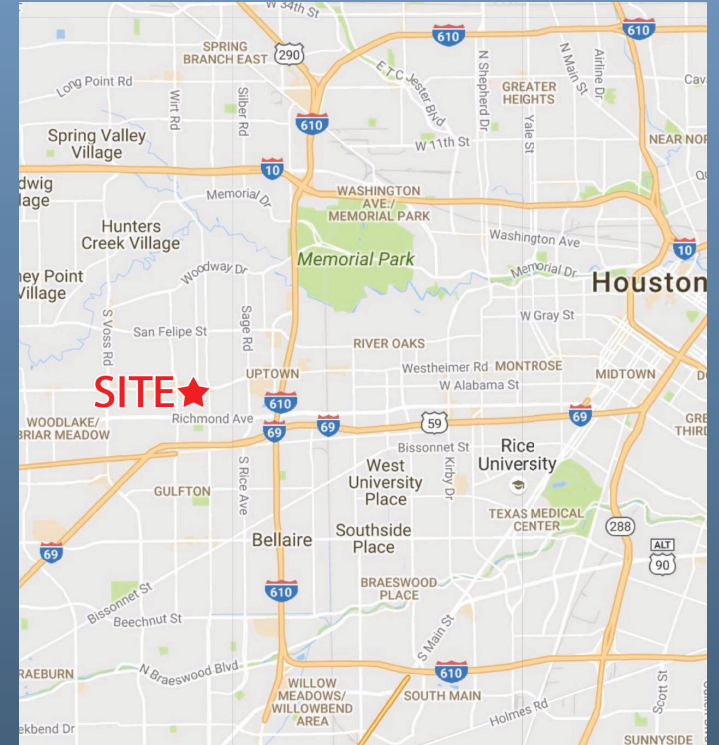 W 34th St
610
610
SPRING
BRANCH EAST
290
E T C Jester Blvd
N Shepherd Dr
N Main St
Airline Dr
Long Point Rd
Wirt Rd
Silber Rd
GREATER
HEIGHTS
Yale St
610
Spring Valley
Village
W 11th St
10
Memorial Dr
WASHINGTON
AVE./
MEMORIAL PARK
Hunters
Creek Village
Washington Ave
10
Woodway Dr
Memorial Park
Memorial Dr
Village
Houston
S Voss Rd
San Felipe St
Sage Rd
W Gray St
RIVER OAKS
UPTOWN
Westheimer Rd
MONTROSE
MIDTOWN
W Alabama St
SITE
610
Richmond Ave
69
69
59
69
WOODLAKE/
BRIAR MEADOW
Bissonnet St
Rice
University
West
University
Place
Kirby Dr
S Rice Ave
GULFTON
TEXAS MEDICAL
CENTER
288
Bellaire
Southside
Place
ALT
90
69
610
BRAESWOOD
PLACE
Bissonnet St
Beechnut St
S Main St
N Braeswood Blvd
610
WILLOW
MEADOWS/
WILLOWBEND
AREA
SOUTH MAIN
Holmes Rd
Scott St
SUNNYSIDE